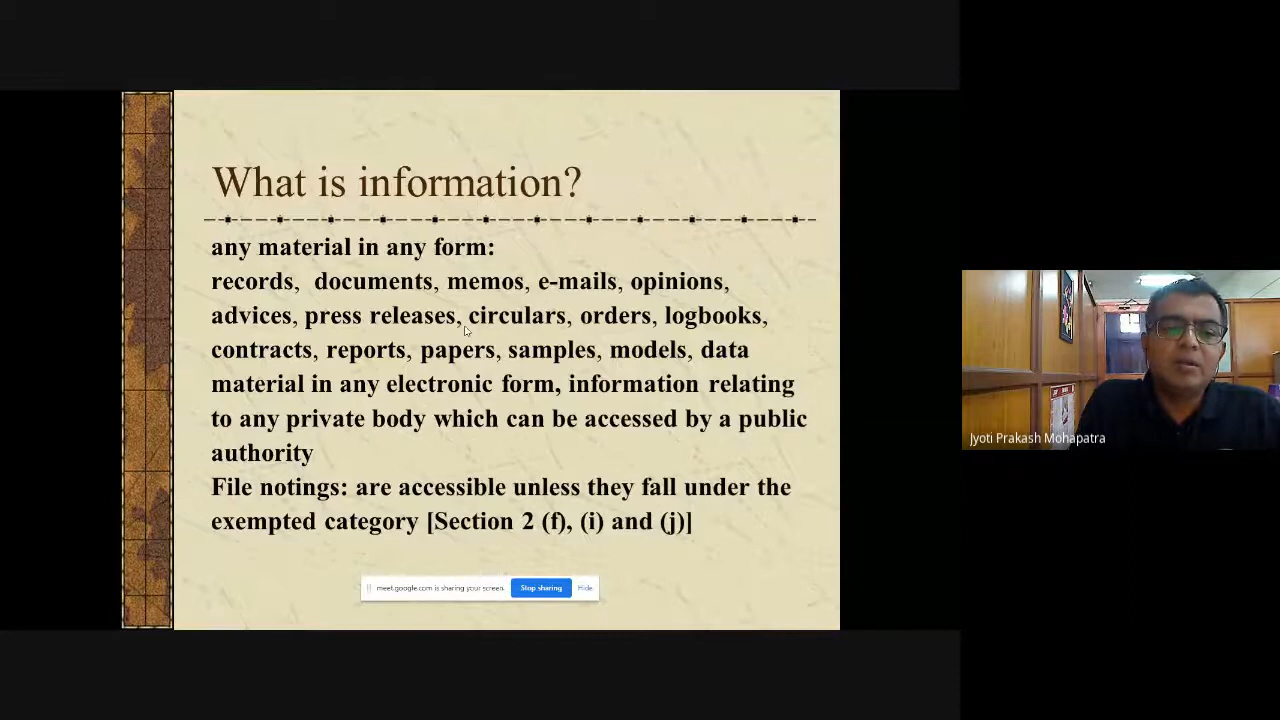 What is information?
any material in any form:
records, documents, memos, e-mails, opinions,
advices, press releases, circulars, orders, logbooks,
contracts, reports, papers, samples, models, data
material in any electronic form, information relating
to any private body which can be accessed by a public
authority
File notings: are accessible unless they fall under the
exempted category [Section 2 (f), (i) and (j)]
meet.google.com is sharing your screen. Stop sharing Hide
Jyoti Prakash Mohapatra